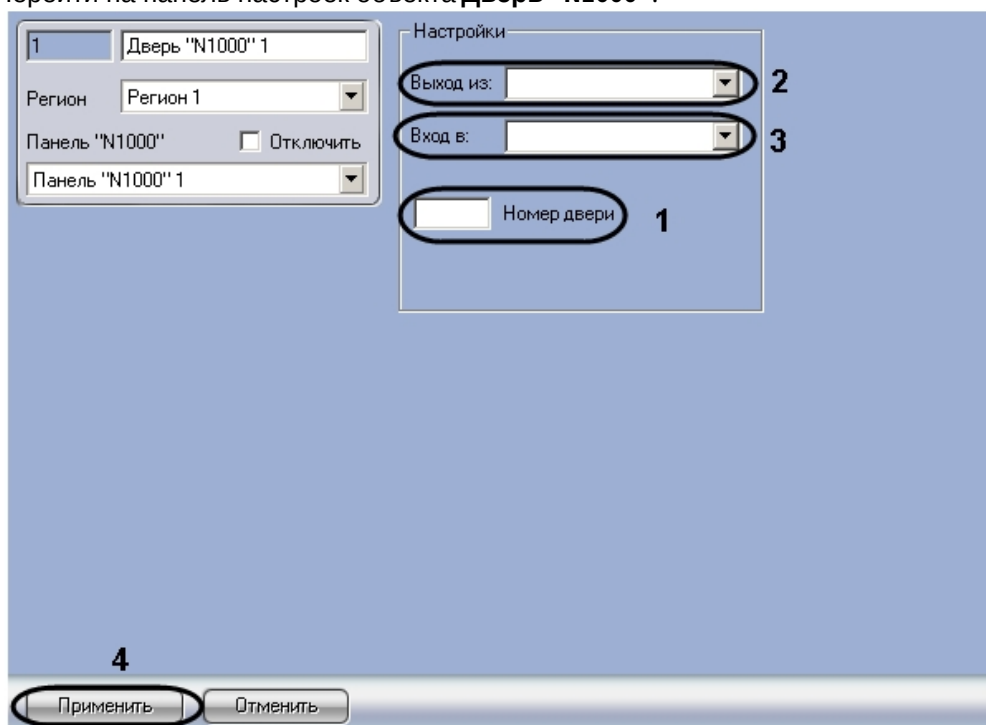 перейти на панель настроек объекта Дверь "N1000".
1 Дверь "N1000" 1
Регион Регион 1
Панель "N1000" Отключить
Панель "N1000" 1
Настройки
Выход из: 2
Вход в: 3
Номер двери 1
4
Применить Отменить